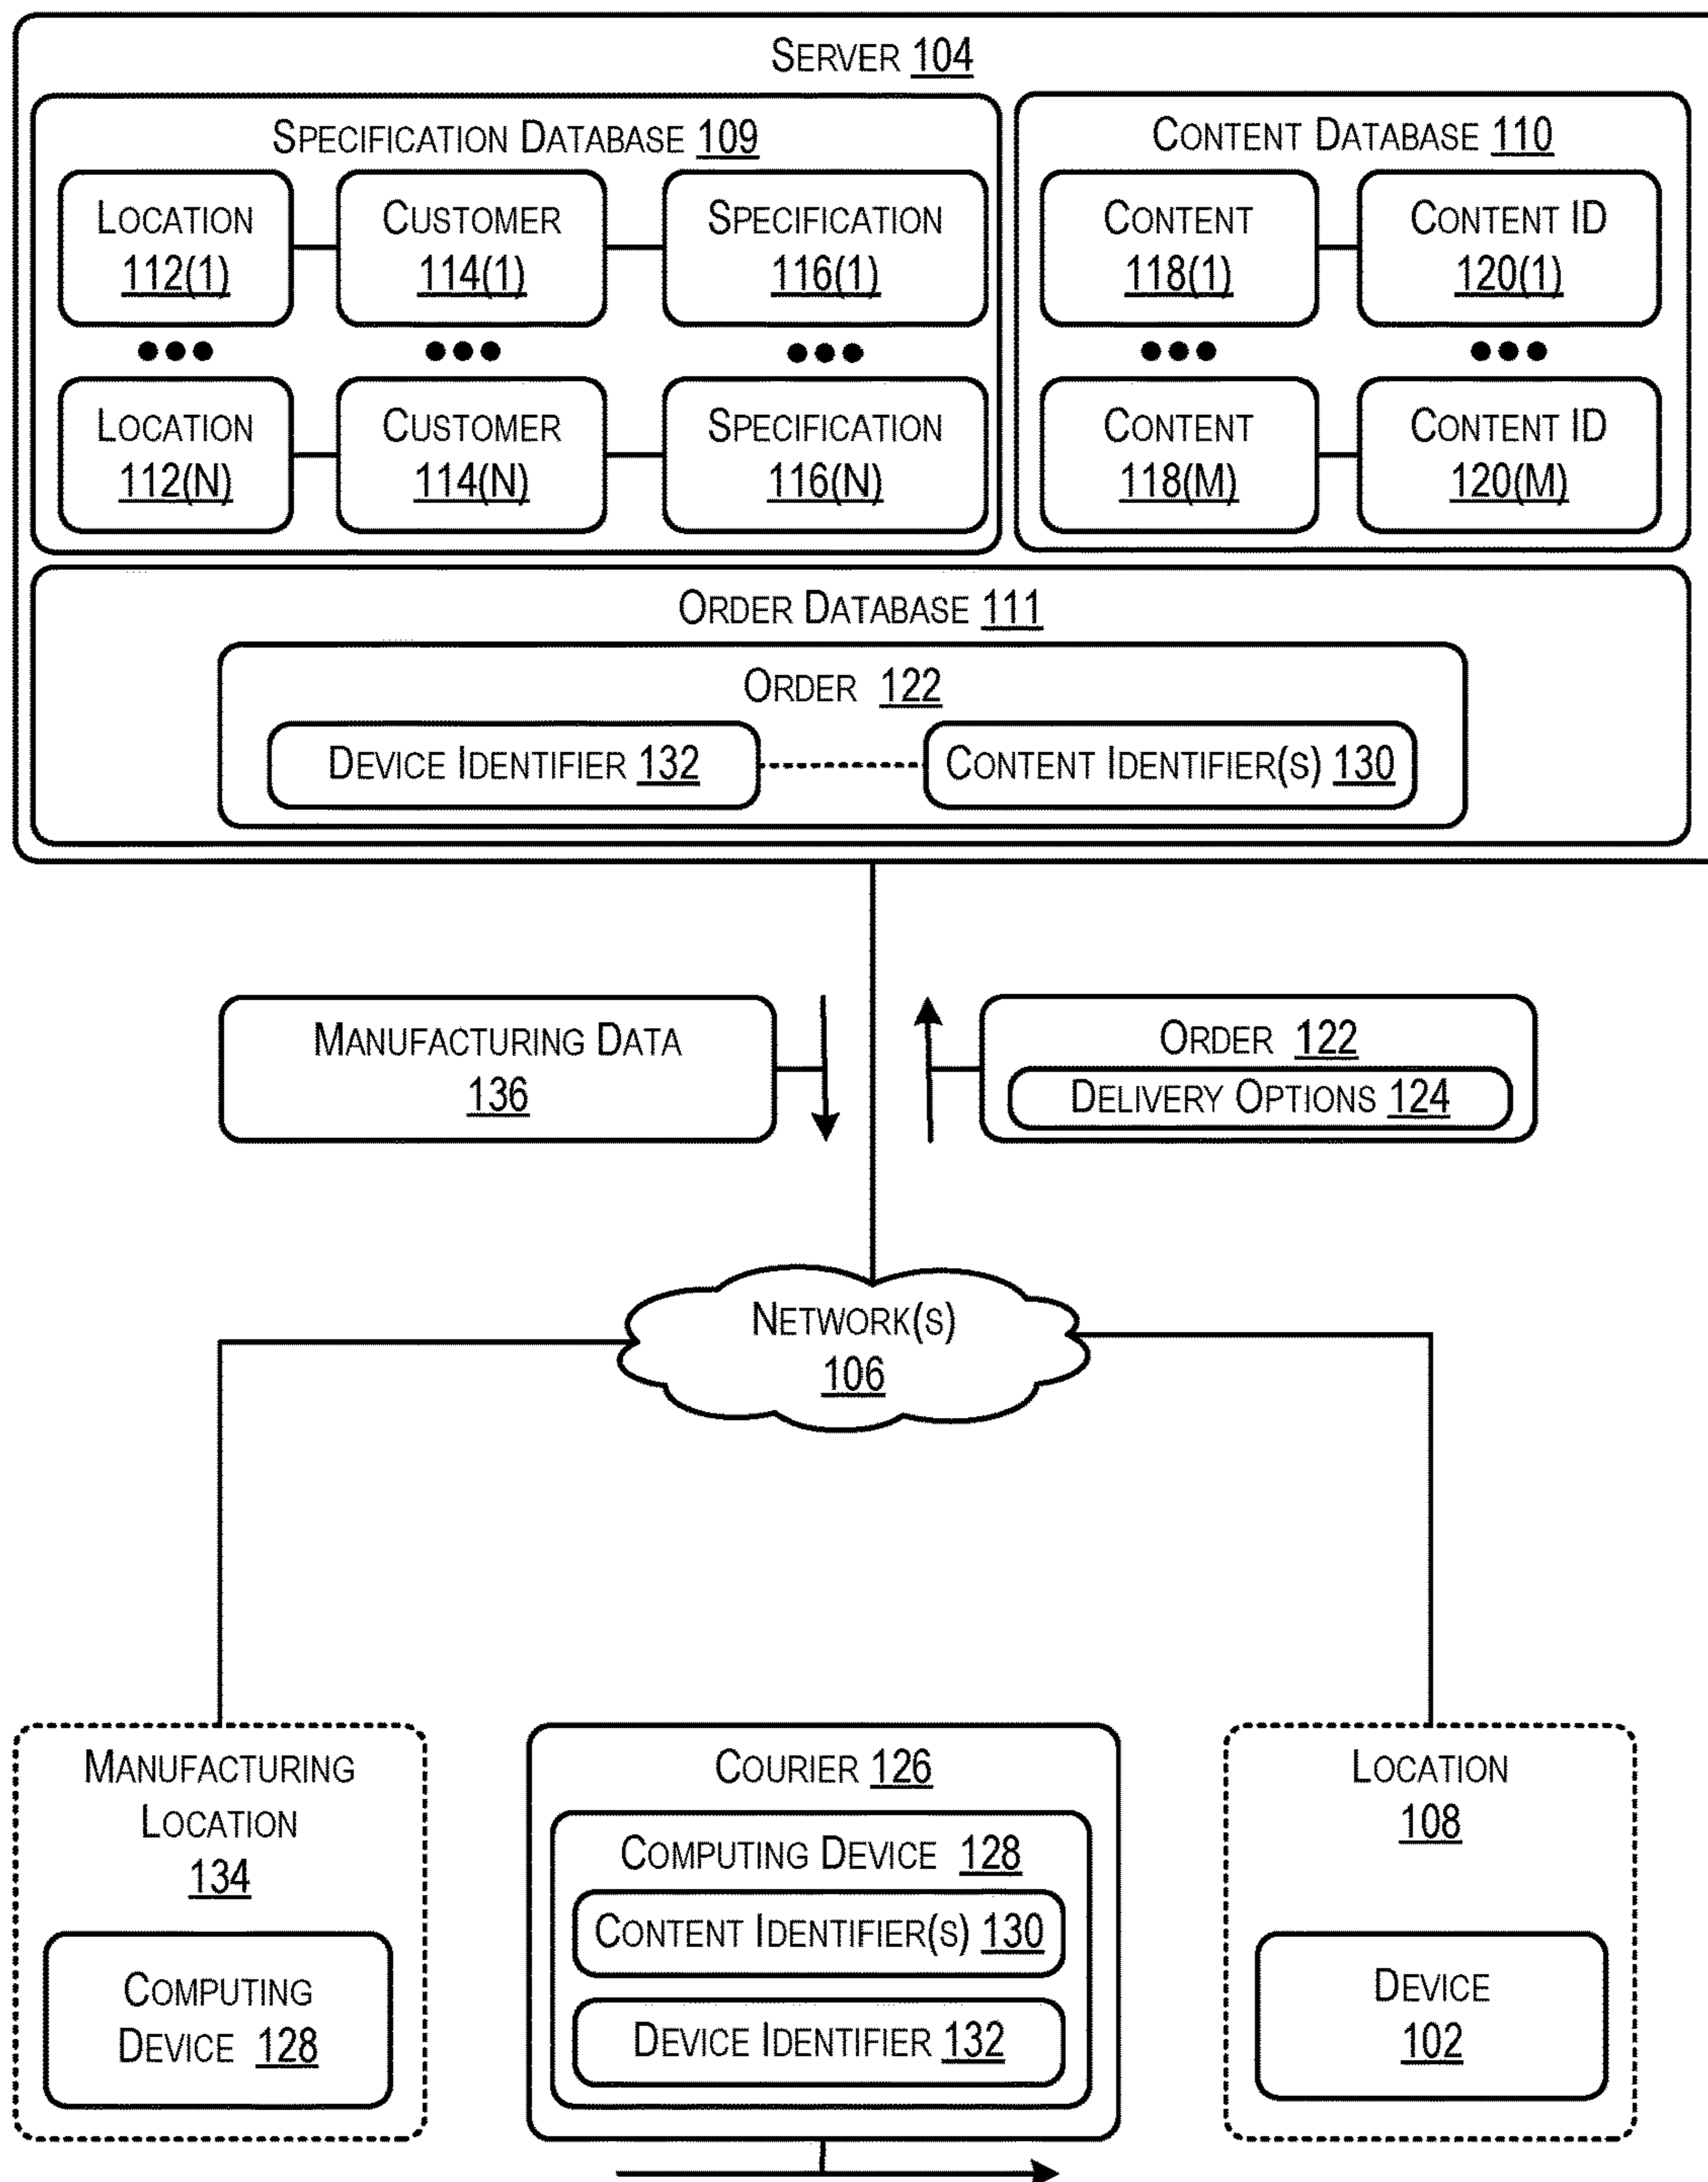 SERVER 104
SPECIFICATION DATABASE 109
LOCATION
112(1)
CUSTOMER
114(1)
SPECIFICATION
116(1)
LOCATION
112(N)
CUSTOMER
114(N)
SPECIFICATION
116(N)
CONTENT DATABASE 110
CONTENT
118(1)
CONTENT ID
120(1)
CONTENT
118(M)
CONTENT ID
120(M)
ORDER DATABASE 111
ORDER 122
DEVICE IDENTIFIER 132
CONTENT IDENTIFIER(S) 130
MANUFACTURING DATA
136
ORDER 122
DELIVERY OPTIONS 124
NETWORK(S)
106
MANUFACTURING
LOCATION
134
COMPUTING
DEVICE 128
COURIER 126
COMPUTING DEVICE 128
CONTENT IDENTIFIER(S) 130
DEVICE IDENTIFIER 132
LOCATION
108
DEVICE
102